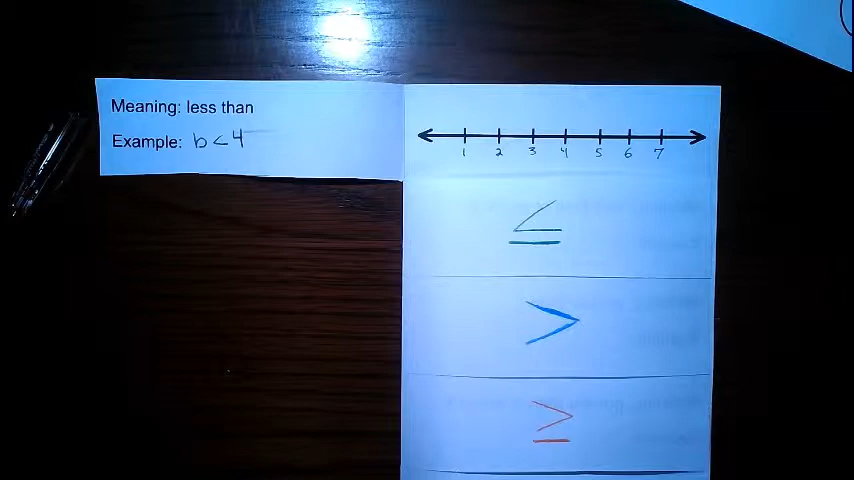 Meaning: less than
Example: b<4
1 2 3 4 5 6 7
≤
>
≥